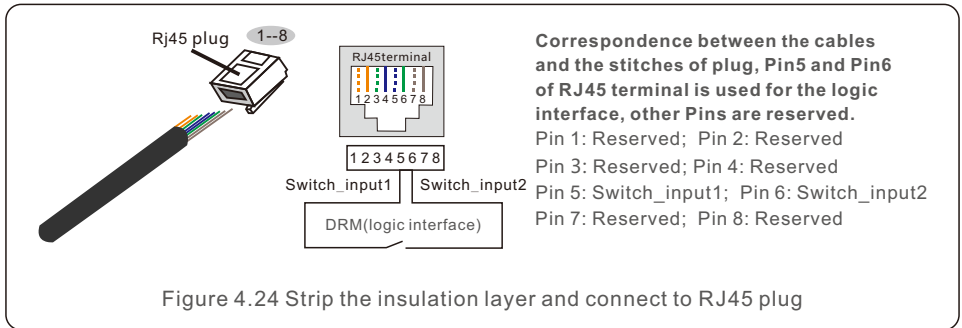 Rj45 plug
1--8
RJ45terminal
12345678
12345678
Switch_input1
Switch_input2
DRM(logic interface)
Correspondence between the cables
and the stitches of plug, Pin5 and Pin6
of RJ45 terminal is used for the logic
interface, other Pins are reserved.
Pin 1: Reserved; Pin 2: Reserved
Pin 3: Reserved; Pin 4: Reserved
Pin 5: Switch_input1; Pin 6: Switch_input2
Pin 7: Reserved; Pin 8: Reserved
Figure 4.24 Strip the insulation layer and connect to RJ45 plug